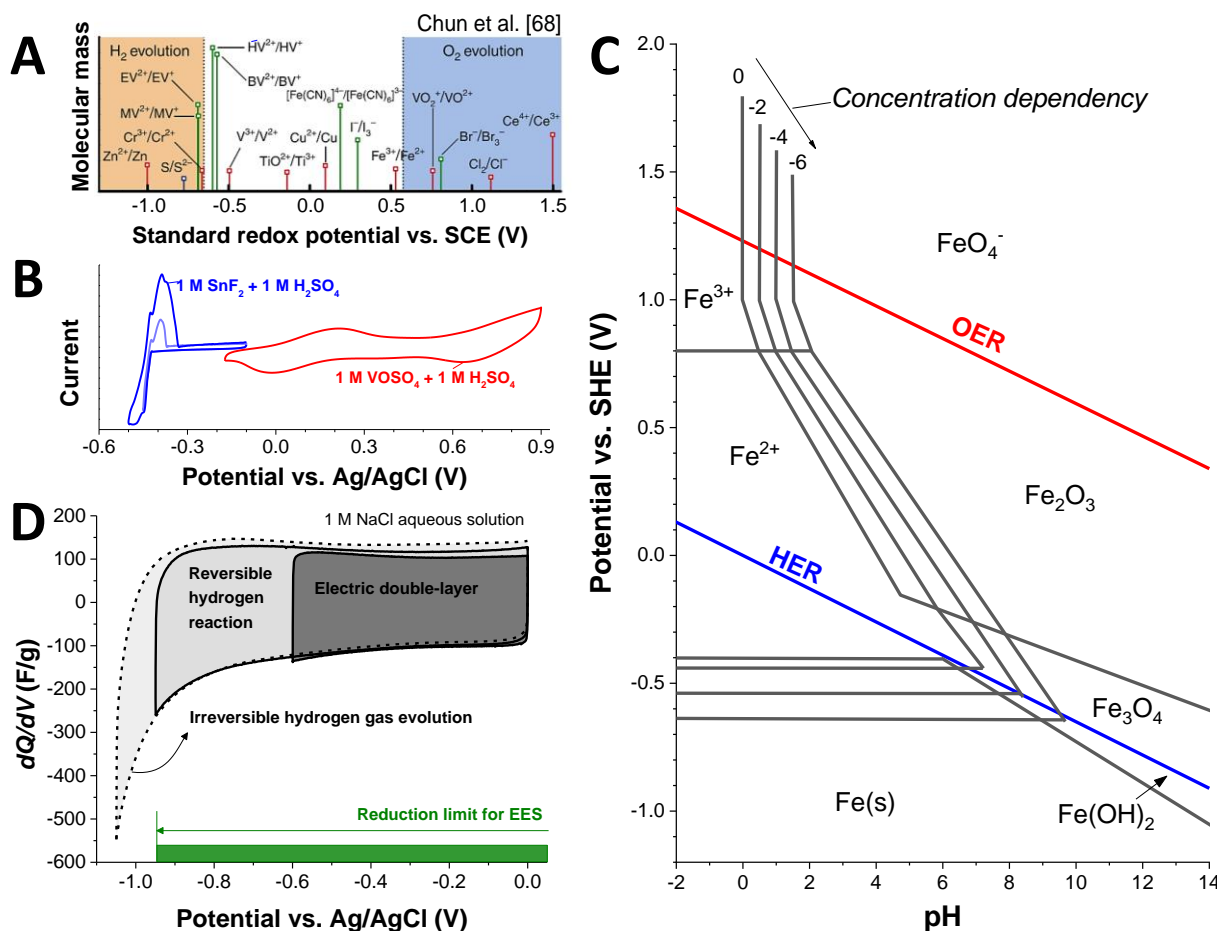 A
Chun et al. [68]
Molecular mass
H₂ evolution
O₂ evolution
HV²⁺/HV⁺
EV²⁺/EV⁺
BV²⁺/BV⁺
[Fe(CN)₆]⁴⁻/[Fe(CN)₆]³⁻
VO₂⁺/VO²⁺
MV²⁺/MV⁺
Ce⁴⁺/Ce³⁺
Cr³⁺/Cr²⁺
V³⁺/V²⁺
Cu²⁺/Cu
I⁻/I₃⁻
Br⁻/Br₃⁻
Zn²⁺/Zn
S/S²⁻
TiO²⁺/Ti³⁺
Fe³⁺/Fe²⁺
Cl₂/Cl⁻
-1.0 -0.5 0.0 0.5 1.0 1.5
Standard redox potential vs. SCE (V)
B
Current
1 M SnF₂ + 1 M H₂SO₄
1 M VOSO₄ + 1 M H₂SO₄
-0.6 -0.3 0.0 0.3 0.6 0.9
Potential vs. Ag/AgCl (V)
D
dQ/dV (F/g)
200
100
0
-100
-200
-300
-400
-500
-600
1 M NaCl aqueous solution
Reversible
hydrogen
reaction
Electric double-layer
Irreversible hydrogen gas evolution
Reduction limit for EES
-1.0 -0.8 -0.6 -0.4 -0.2 0.0
Potential vs. Ag/AgCl (V)
C
Potential vs. SHE (V)
2.0
1.5
1.0
0.5
0.0
-0.5
-1.0
0
-2
-4
-6
Concentration dependency
FeO₄⁻
Fe³⁺
OER
Fe²⁺
Fe₂O₃
HER
Fe₃O₄
Fe(s)
Fe(OH)₂
-2 0 2 4 6 8 10 12 14
pH